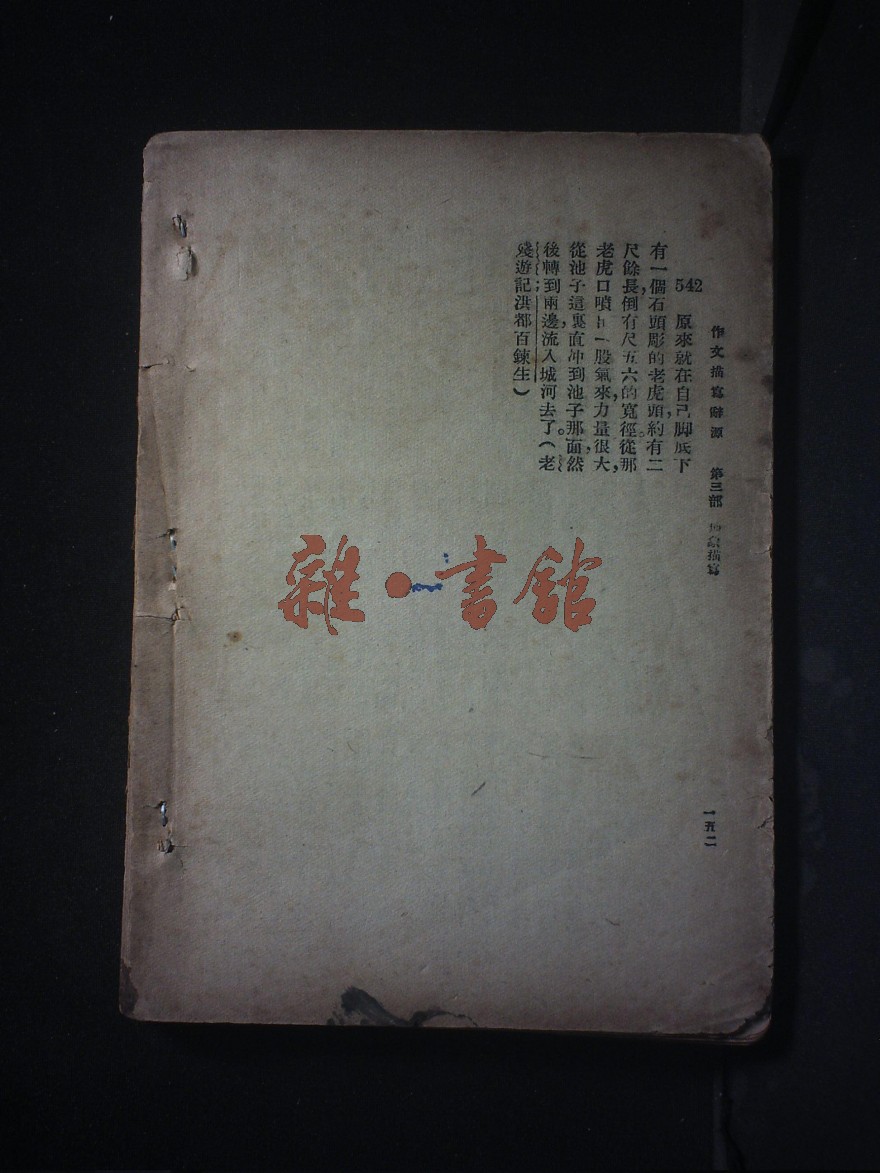 作文描寫辭源 第三部 描寫
一五二
542 原來就在自己脚底下
有一個石頭彫的老虎頭，約有二
尺餘長，倒有尺五六的寬徑。從那
老虎口噴出一股氣來，力量很大，
從池子這裏直冲到池子那面，然
後轉到兩邊，流入城河去了。（老
殘遊記；洪都百鍊生）
雜·書館